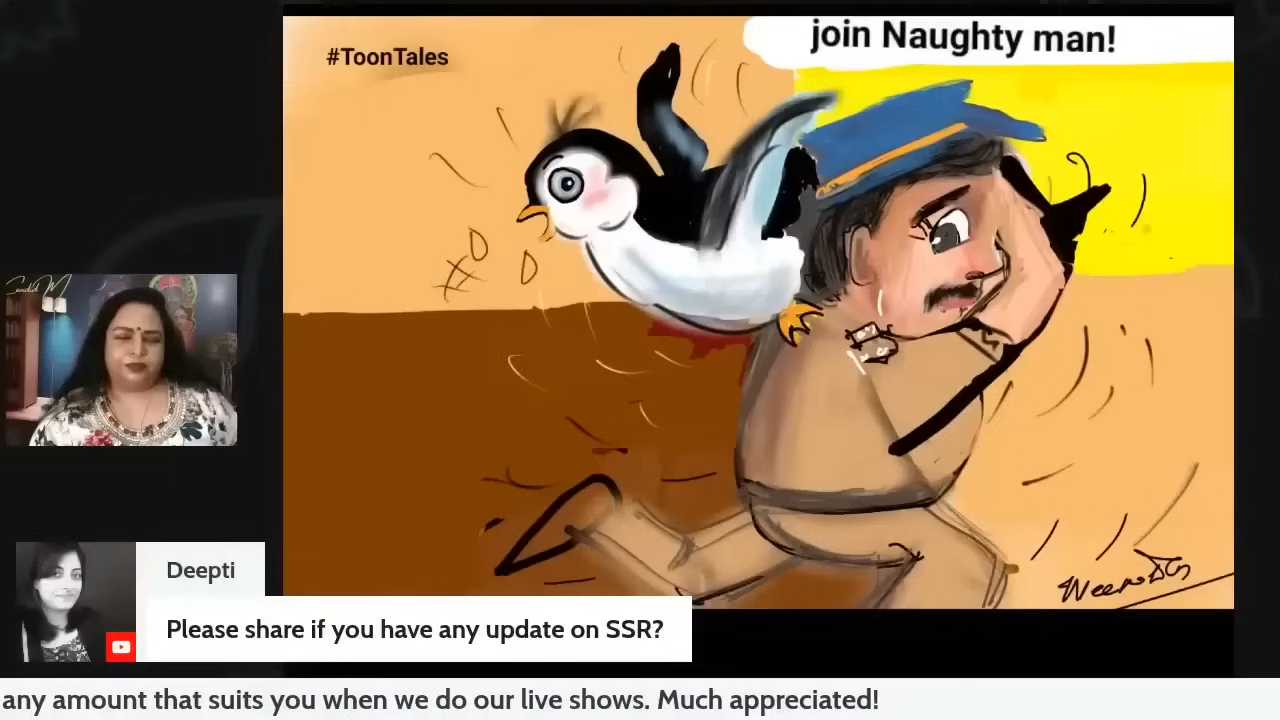 join Naughty man!
#ToonTales
Deepti
Please share if you have any update on SSR?
any amount that suits you when we do our live shows. Much appreciated!